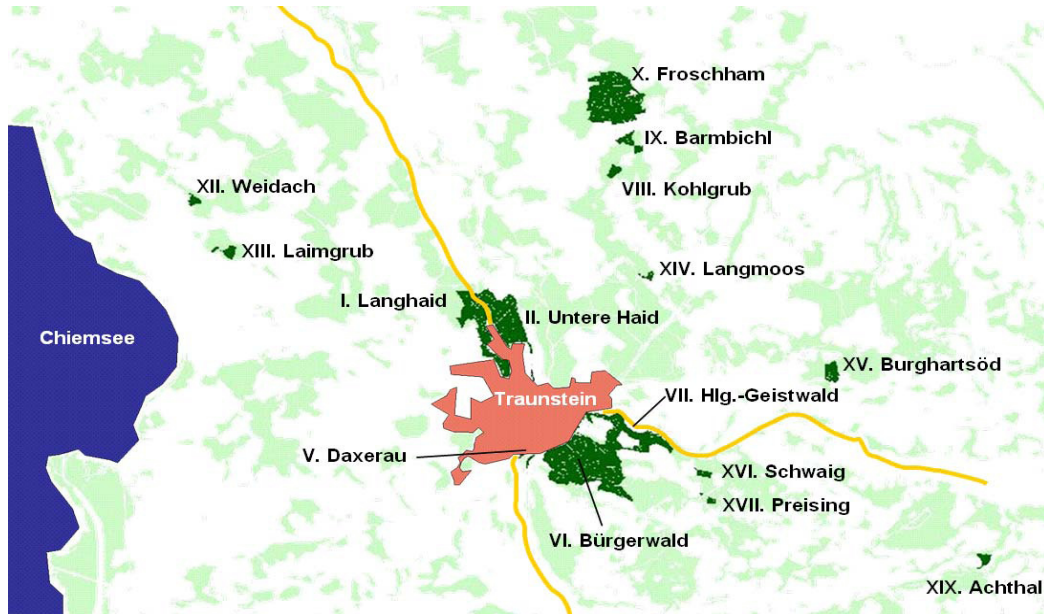 X. Froschham
IX. Barmbichl
VIII. Kohlgrub
XII. Weidach
XIII. Laimgrub
XIV. Langmoos
I. Langhaid
II. Untere Haid
Chiemsee
XV. Burghartsöd
VII. Hlg.-Geistwald
Traunstein
V. Daxerau
XVI. Schwaig
XVII. Preising
VI. Bürgerwald
XIX. Achthal